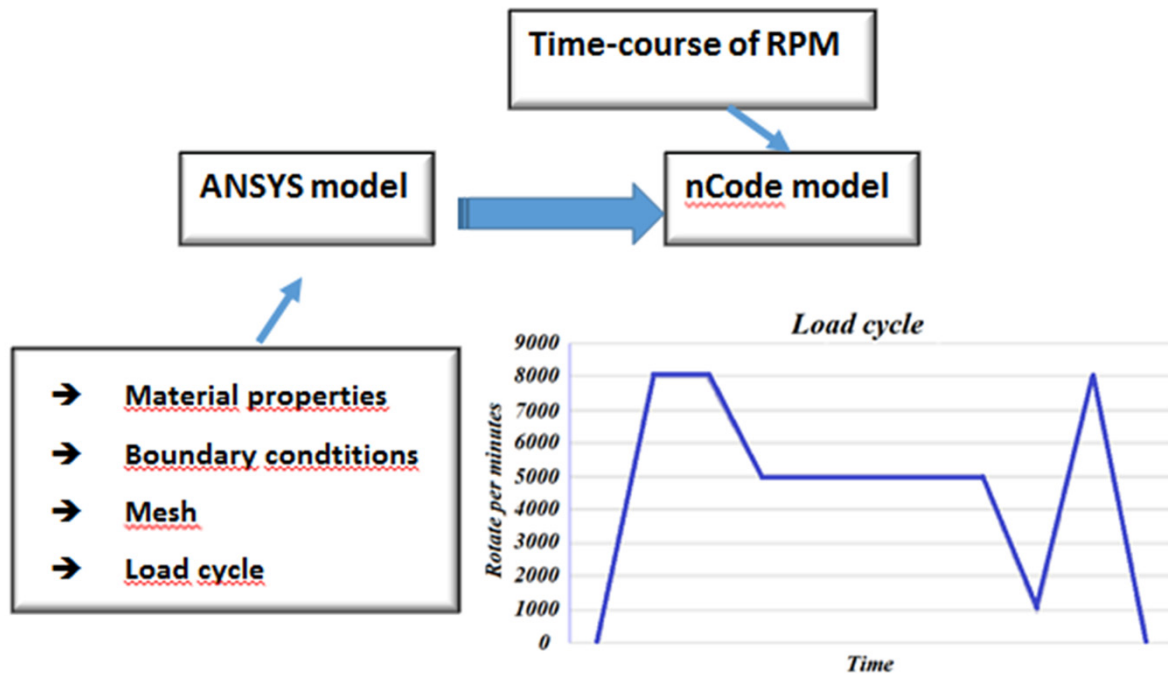 Time-course of RPM
ANSYS model
nCode model
➔ Material properties
➔ Boundary condtitions
➔ Mesh
➔ Load cycle
Load cycle
Rotate per minutes
9000
8000
7000
6000
5000
4000
3000
2000
1000
0
Time